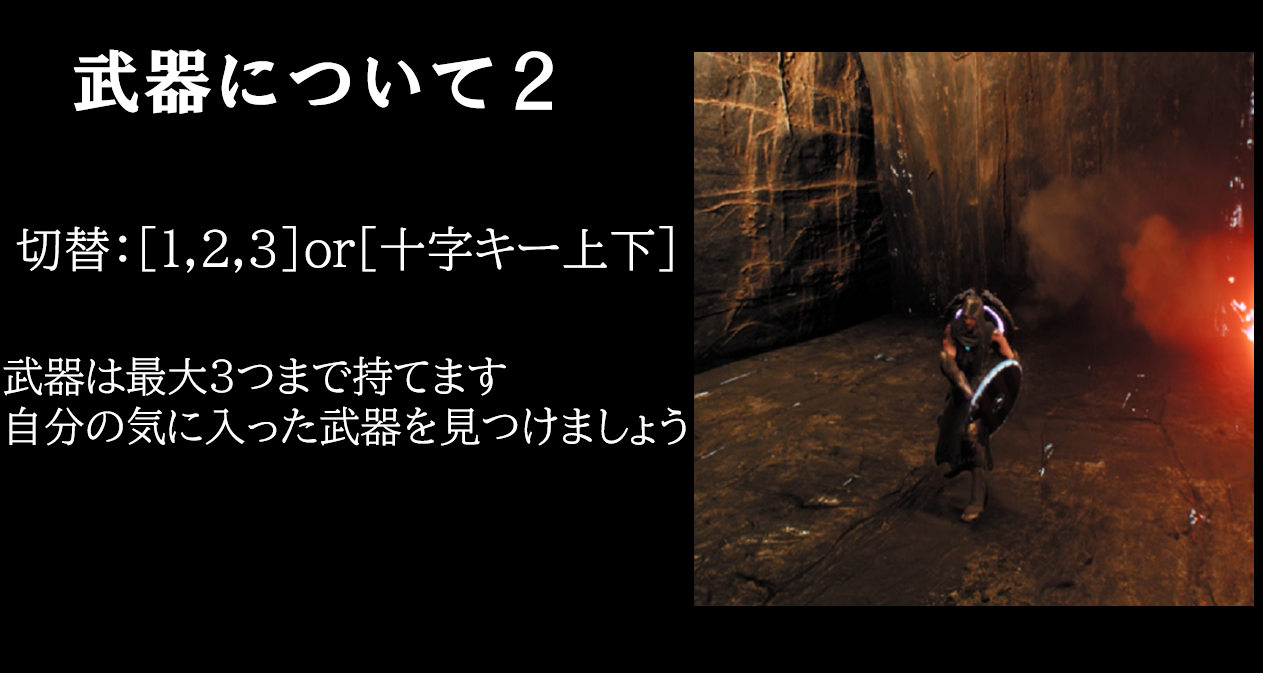 武器について２
切替：［1,2,3］or［十字キー上下］
武器は最大3つまで持てます
自分の気に入った武器を見つけましょう